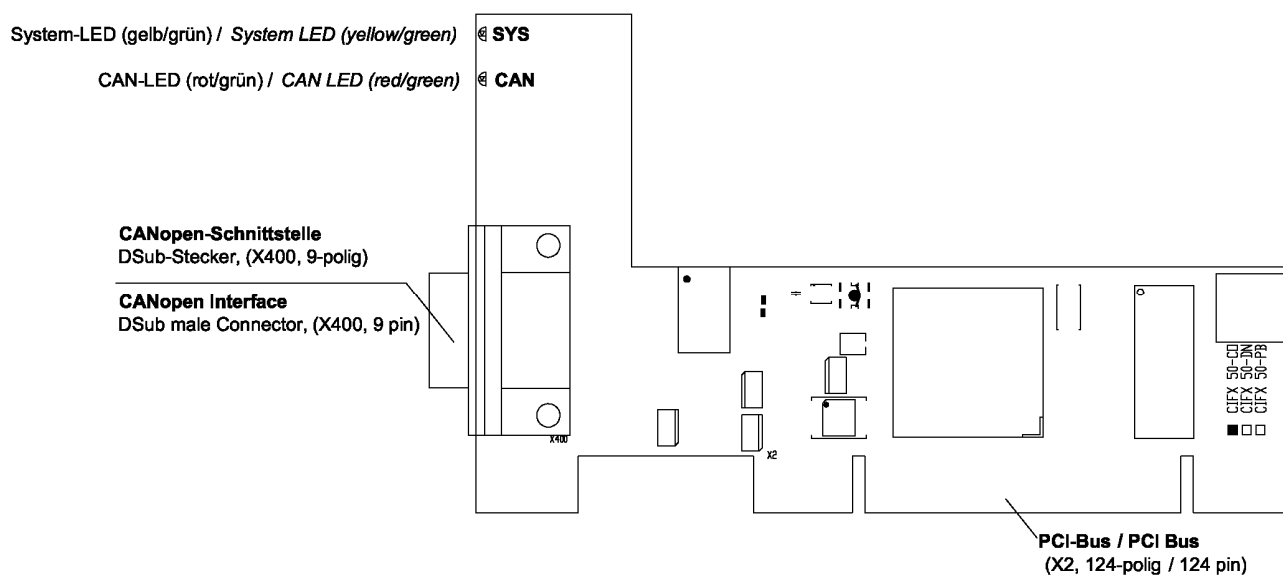 System-LED (gelb/grün) / System LED (yellow/green)
SYS
CAN-LED (rot/grün) / CAN LED (red/green)
CAN
CANopen-Schnittstelle
DSub-Stecker, (X400, 9-polig)
CANopen Interface
DSub male Connector, (X400, 9 pin)
X400
X2
CIFX 50-CO
CIFX 50-DN
CIFX 50-PB
PCI-Bus / PCI Bus
(X2, 124-polig / 124 pin)